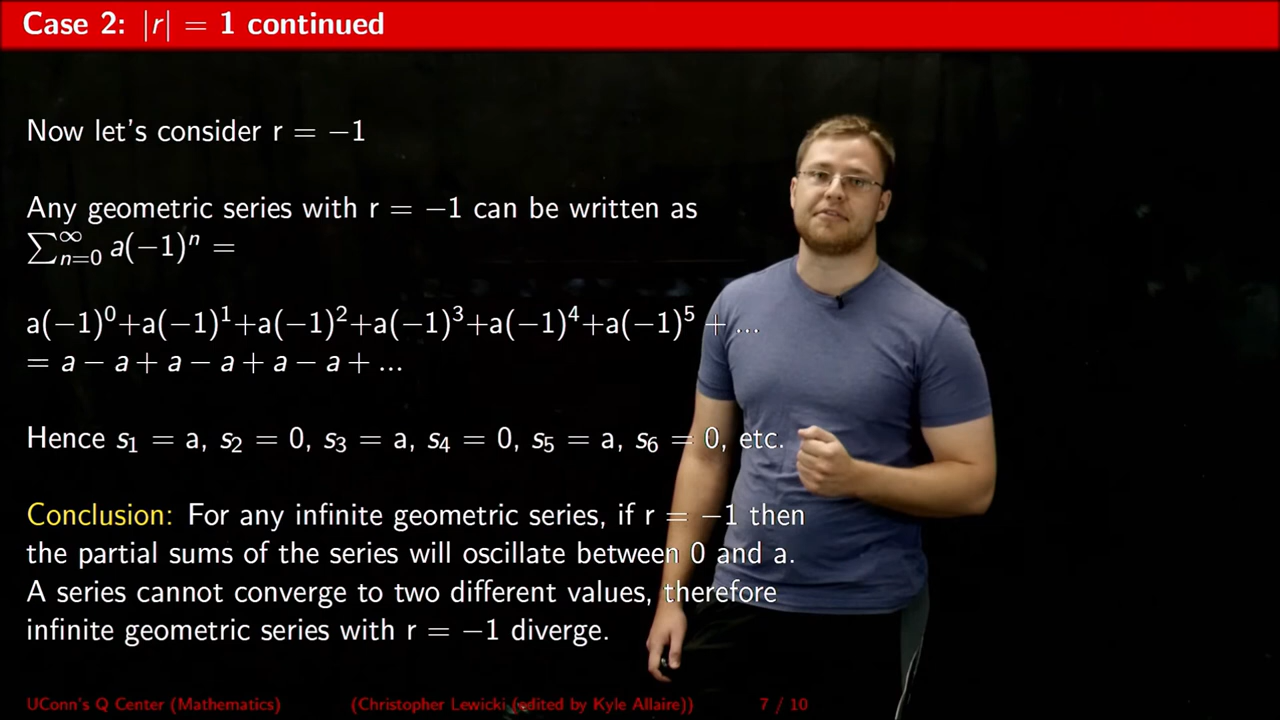 Case 2: |r| = 1 continued
Now let's consider r = −1
Any geometric series with r = −1 can be written as
∑_{n=0}^{∞} a(−1)ⁿ =
a(−1)⁰+a(−1)¹+a(−1)²+a(−1)³+a(−1)⁴+a(−1)⁵ + ...
= a − a + a − a + a − a + ...
Hence s₁ = a, s₂ = 0, s₃ = a, s₄ = 0, s₅ = a, s₆ = 0, etc.
Conclusion: For any infinite geometric series, if r = −1 then
the partial sums of the series will oscillate between 0 and a.
A series cannot converge to two different values, therefore
infinite geometric series with r = −1 diverge.
UConn's Q Center (Mathematics) (Christopher Lewicki (edited by Kyle Allaire)) 7 / 10